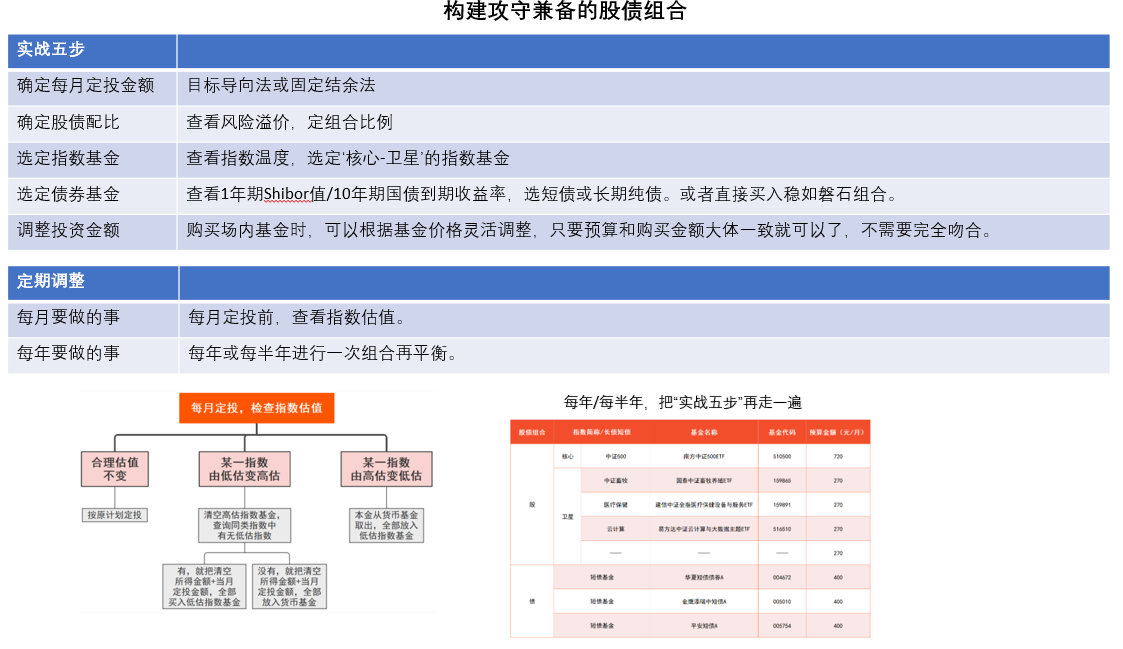 构建攻守兼备的股债组合
实战五步
确定每月定投金额 目标导向法或固定结余法
确定股债配比 查看风险溢价，定组合比例
选定指数基金 查看指数温度，选定‘核心-卫星’的指数基金
选定债券基金 查看1年期Shibor值/10年期国债到期收益率，选短债或长期纯债。或者直接买入稳如磐石组合。
调整投资金额 购买场内基金时，可以根据基金价格灵活调整，只要预算和购买金额大体一致就可以了，不需要完全吻合。
定期调整
每月要做的事 每月定投前，查看指数估值。
每年要做的事 每年或每半年进行一次组合再平衡。
每月定投，检查指数估值
合理估值
不变
某一指数
由低估变高估
某一指数
由高估变低估
按原计划定投
清空高估指数基金，
查询同类指数中
有无低估指数
本金从货币基金
取出，全部放入
低估指数基金
有，就把清空
所得金额+当月
定投金额，全部
买入低估指数基金
没有，就把清空
所得金额+当月
定投金额，全部
放入货币基金
每年/每半年，把“实战五步”再走一遍
股债组合 指数简称/长债短债 基金名称 基金代码 预算金额（元/月）
股
核心 中证500 南方中证500ETF 510500 720
卫星
中证畜牧 国泰中证畜牧养殖ETF 159865 270
医疗保健 建信中证全指医疗保健设备与服务ETF 159891 270
云计算 易方达中证云计算与大数据主题ETF 516510 270
—— —— —— 270
债
短债基金 华夏短债债券A 004672 400
短债基金 金鹰添瑞中短债A 005010 400
短债基金 平安短债A 005754 400